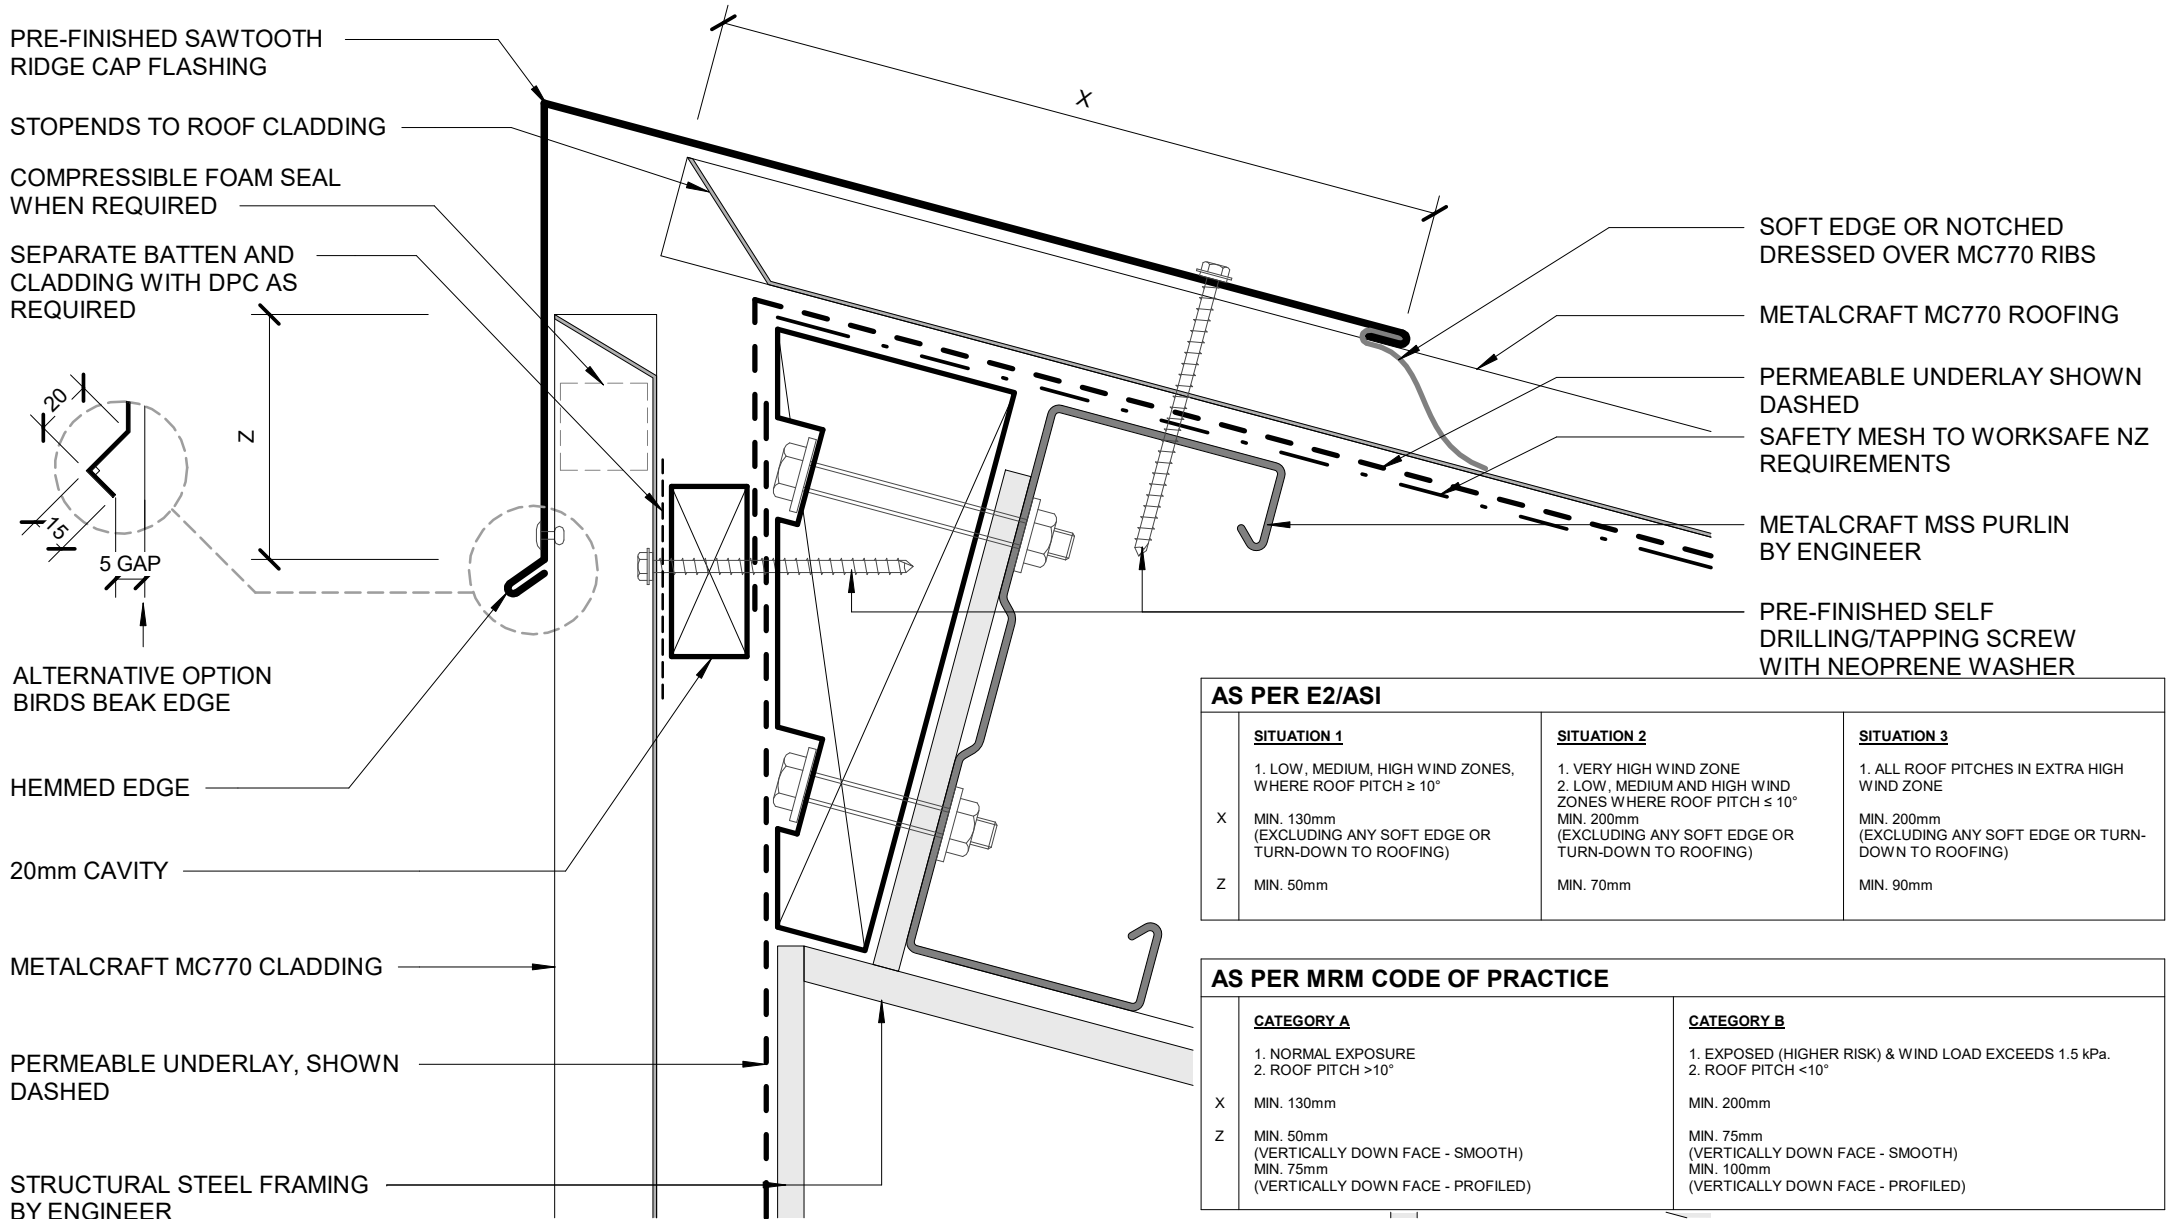 PRE-FINISHED SAWTOOTH
RIDGE CAP FLASHING
STOPENDS TO ROOF CLADDING
COMPRESSIBLE FOAM SEAL
WHEN REQUIRED
SEPARATE BATTEN AND
CLADDING WITH DPC AS
REQUIRED
X
Z
20
15
5 GAP
ALTERNATIVE OPTION
BIRDS BEAK EDGE
HEMMED EDGE
20mm CAVITY
METALCRAFT MC770 CLADDING
PERMEABLE UNDERLAY, SHOWN
DASHED
STRUCTURAL STEEL FRAMING
BY ENGINEER
SOFT EDGE OR NOTCHED
DRESSED OVER MC770 RIBS
METALCRAFT MC770 ROOFING
PERMEABLE UNDERLAY SHOWN
DASHED
SAFETY MESH TO WORKSAFE NZ
REQUIREMENTS
METALCRAFT MSS PURLIN
BY ENGINEER
PRE-FINISHED SELF
DRILLING/TAPPING SCREW
WITH NEOPRENE WASHER
AS PER E2/ASI
SITUATION 1
1. LOW, MEDIUM, HIGH WIND ZONES,
WHERE ROOF PITCH ≥ 10°
X
MIN. 130mm
(EXCLUDING ANY SOFT EDGE OR
TURN-DOWN TO ROOFING)
Z
MIN. 50mm
SITUATION 2
1. VERY HIGH WIND ZONE
2. LOW, MEDIUM AND HIGH WIND
ZONES WHERE ROOF PITCH ≤ 10°
MIN. 200mm
(EXCLUDING ANY SOFT EDGE OR
TURN-DOWN TO ROOFING)
MIN. 70mm
SITUATION 3
1. ALL ROOF PITCHES IN EXTRA HIGH
WIND ZONE
MIN. 200mm
(EXCLUDING ANY SOFT EDGE OR TURN-
DOWN TO ROOFING)
MIN. 90mm
AS PER MRM CODE OF PRACTICE
CATEGORY A
1. NORMAL EXPOSURE
2. ROOF PITCH >10°
X
MIN. 130mm
Z
MIN. 50mm
(VERTICALLY DOWN FACE - SMOOTH)
MIN. 75mm
(VERTICALLY DOWN FACE - PROFILED)
CATEGORY B
1. EXPOSED (HIGHER RISK) & WIND LOAD EXCEEDS 1.5 kPa.
2. ROOF PITCH <10°
MIN. 200mm
MIN. 75mm
(VERTICALLY DOWN FACE - SMOOTH)
MIN. 100mm
(VERTICALLY DOWN FACE - PROFILED)